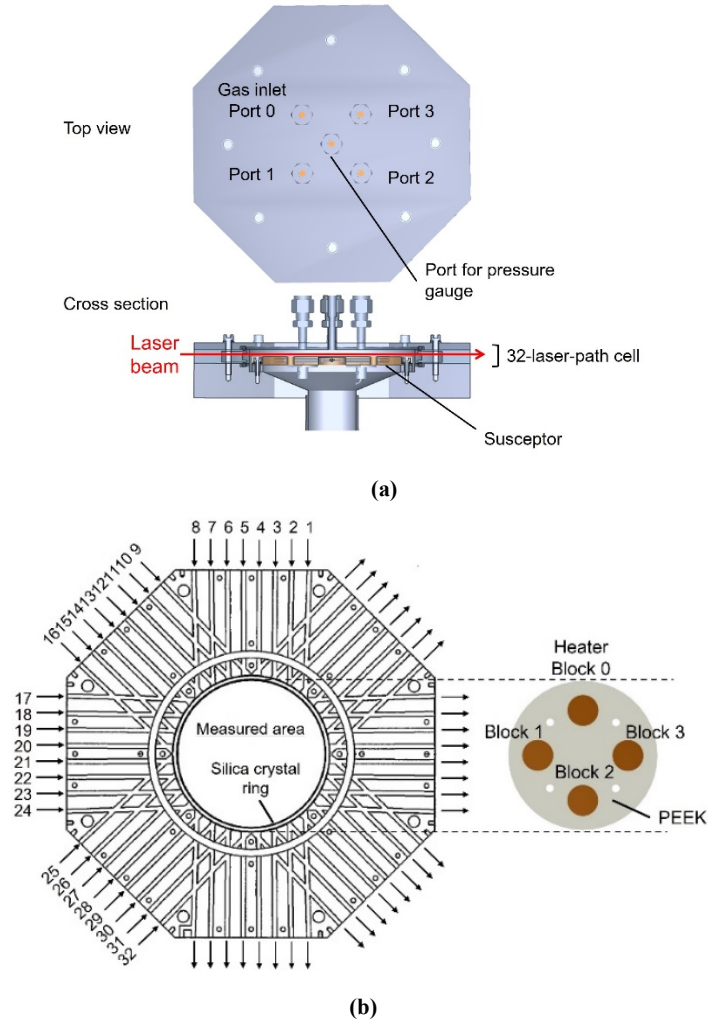 Gas inlet
Port 0
Port 3
Top view
Port 1
Port 2
Port for pressure
gauge
Cross section
Laser
beam
32-laser-path cell
Susceptor
(a)
8 7 6 5 4 3 2 1
16 15 14 13 12 11 10 9
17
18
19
20
21
22
23
24
25 26 27 28 29 30 31 32
Measured area
Silica crystal
ring
Heater
Block 0
Block 1
Block 3
Block 2
PEEK
(b)